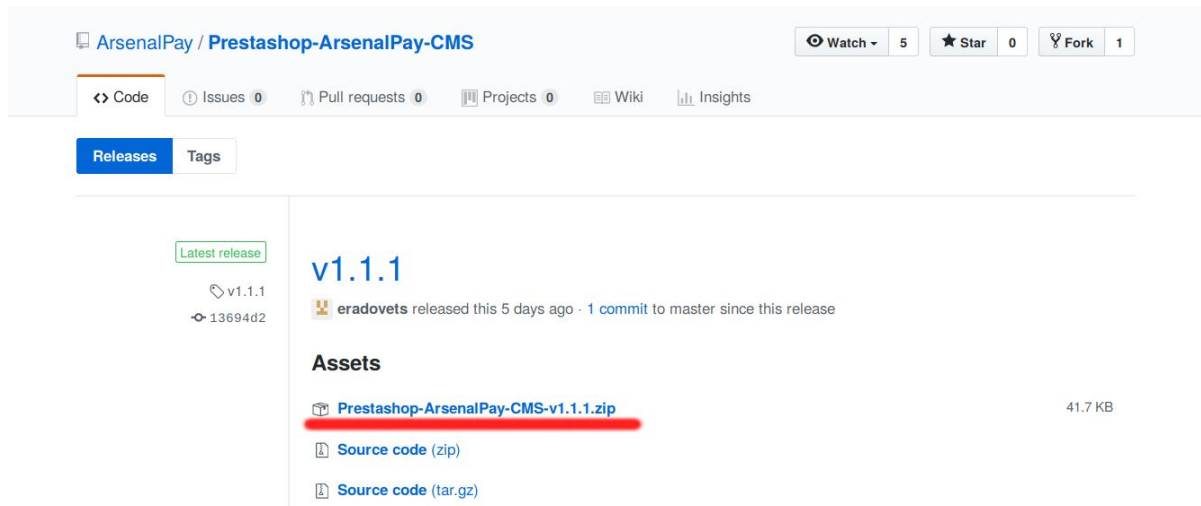 ArsenalPay / Prestashop-ArsenalPay-CMS
Watch 5 Star 0 Fork 1
Code Issues 0 Pull requests 0 Projects 0 Wiki Insights
Releases Tags
Latest release
v1.1.1
13694d2
v1.1.1
eradovets released this 5 days ago · 1 commit to master since this release
Assets
Prestashop-ArsenalPay-CMS-v1.1.1.zip 41.7 KB
Source code (zip)
Source code (tar.gz)